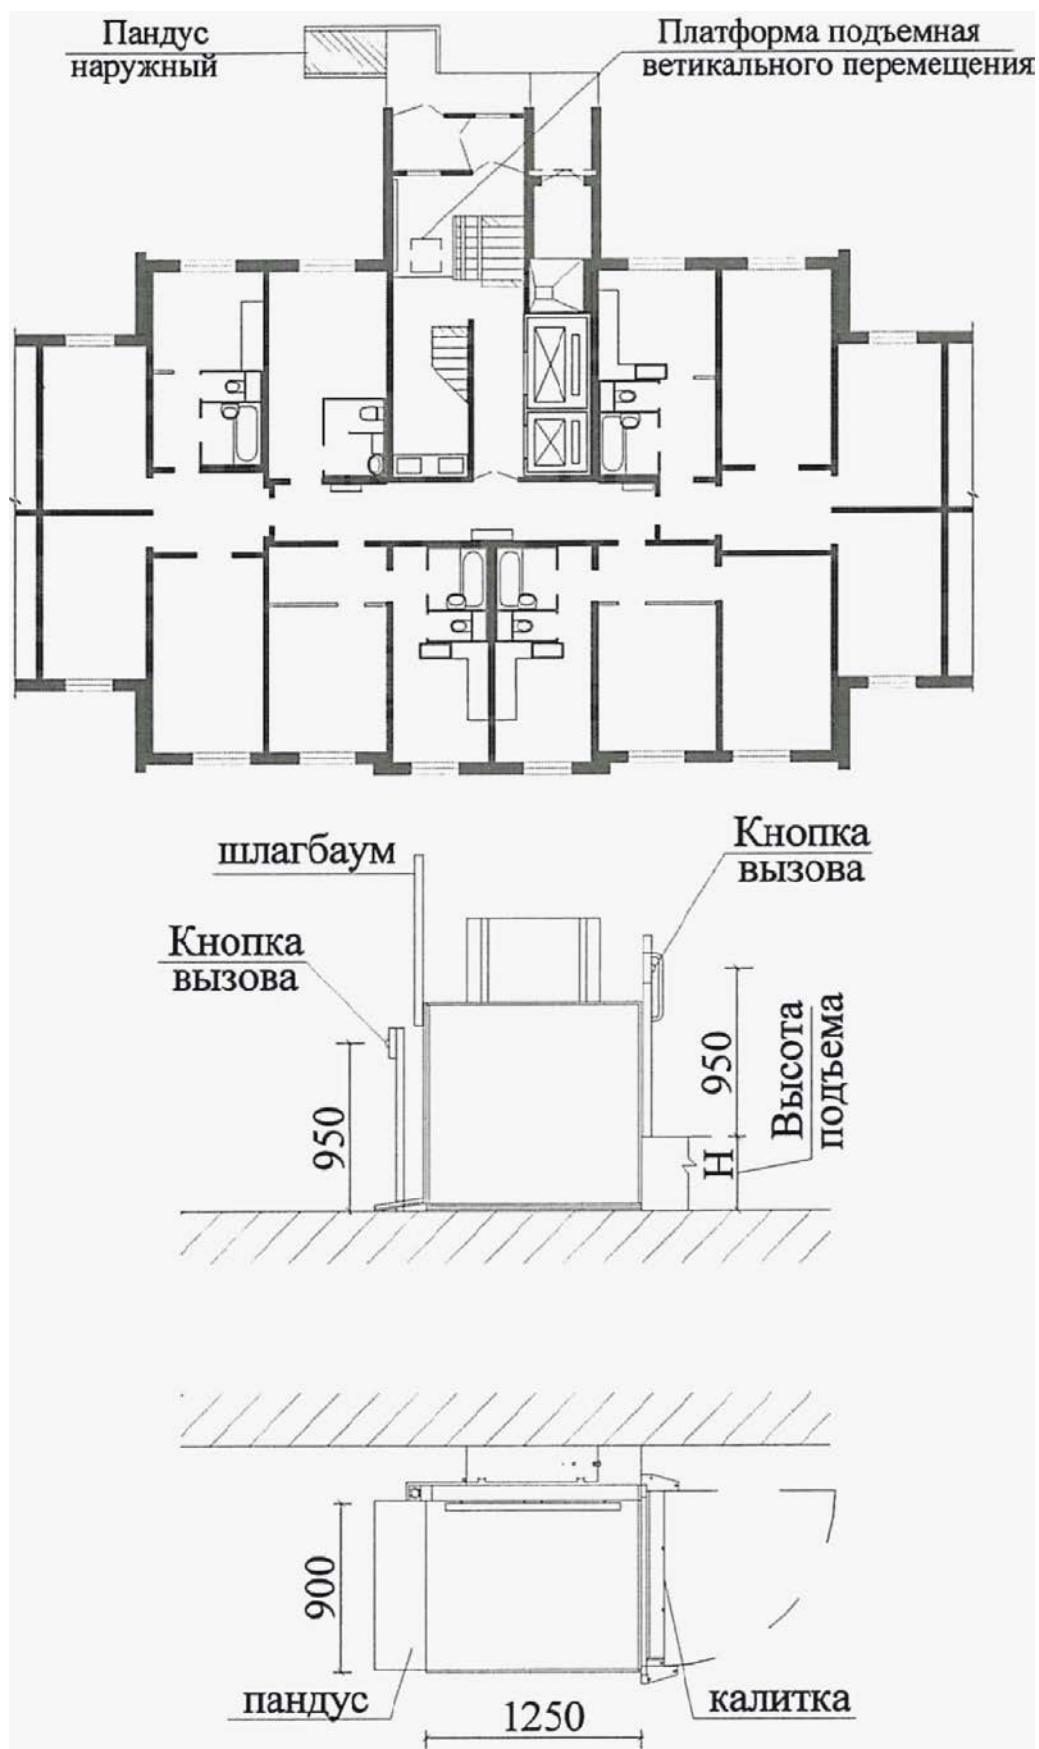 Пандус
наружный
Платформа подъемная
ветикального перемещения
шлагбаум
Кнопка
вызова
Кнопка
вызова
950
950
Высота
подъема
Н
900
пандус
1250
калитка